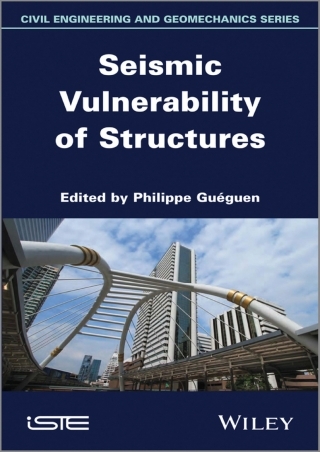 CIVIL ENGINEERING AND GEOMECHANICS SERIES
Seismic
Vulnerability
of Structures
Edited by Philippe Guéguen
iSTE
WILEY